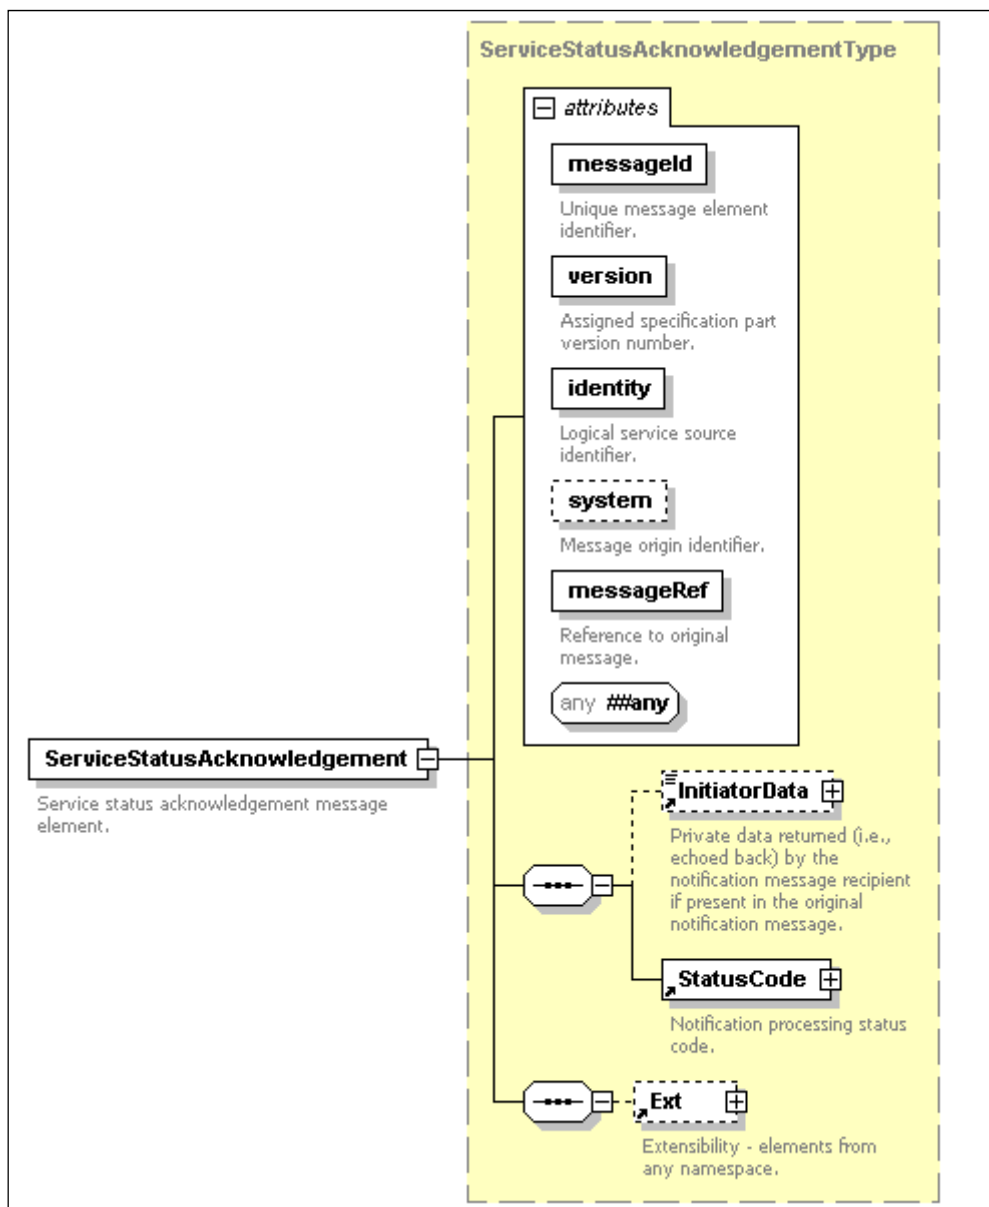 ServiceStatusAcknowledgementType
attributes
messageId
Unique message element
identifier.
version
Assigned specification part
version number.
identity
Logical service source
identifier.
system
Message origin identifier.
messageRef
Reference to original
message.
any ##any
ServiceStatusAcknowledgement
Service status acknowledgement message
element.
InitiatorData
Private data returned (i.e.,
echoed back) by the
notification message recipient
if present in the original
notification message.
StatusCode
Notification processing status
code.
Ext
Extensibility - elements from
any namespace.